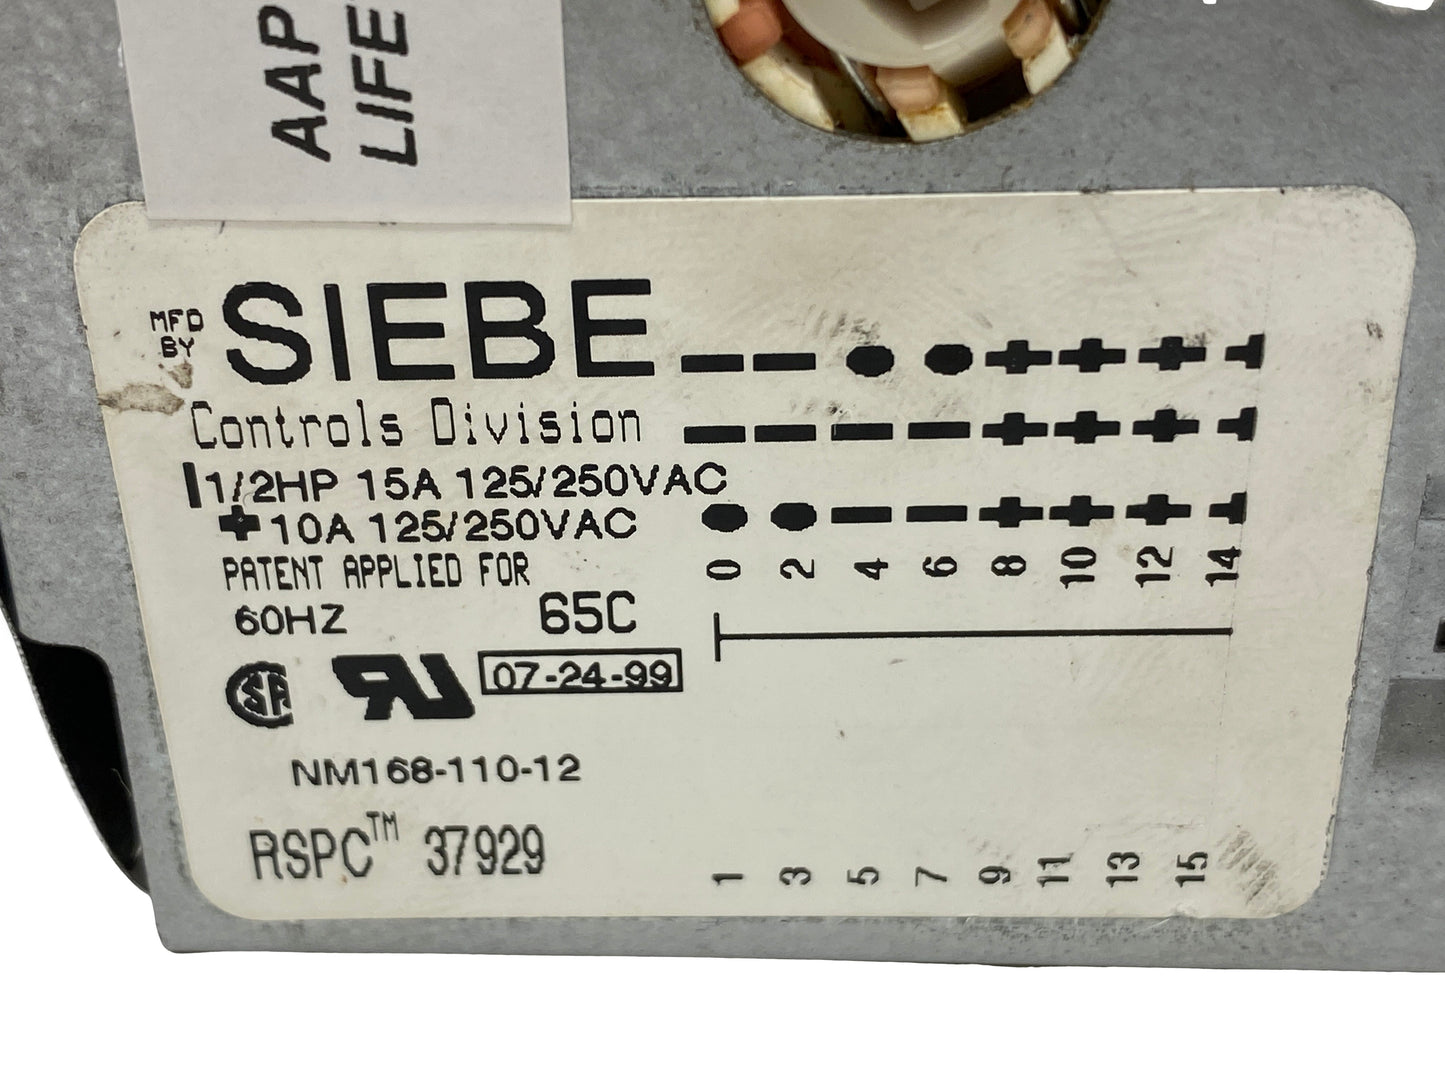 AAP
LIFE
MFD
BY
SIEBE
Controls Division
1/2HP 15A 125/250VAC
10A 125/250VAC
PATENT APPLIED FOR
60HZ 65C
07-24-99
NM168-110-12
RSPC™ 37929
0 2 4 6 8 10 12 14
1 3 5 7 9 11 13 15